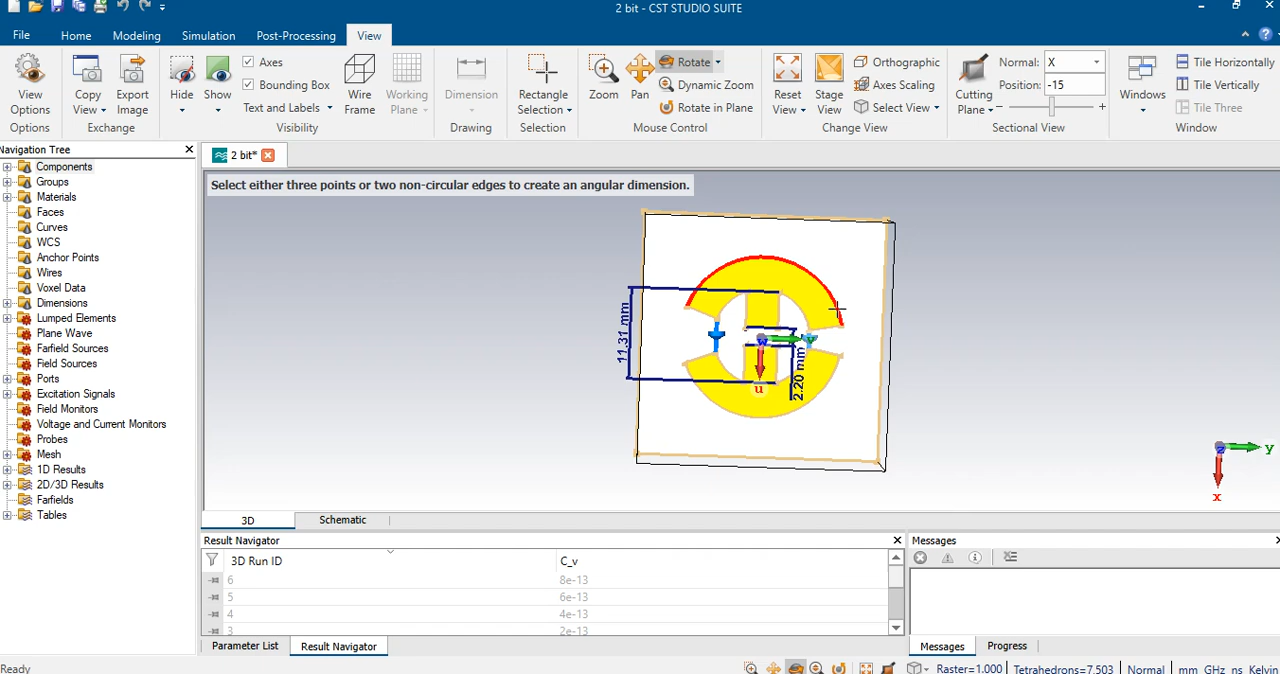 2 bit - CST STUDIO SUITE
File Home Modeling Simulation Post-Processing View
View Options
Copy View
Export Image
Hide
Show
Axes
Bounding Box
Text and Labels
Wire Frame
Working Plane
Dimension
Rectangle Selection
Zoom
Pan
Rotate
Dynamic Zoom
Rotate in Plane
Reset View
Stage View
Orthographic
Axes Scaling
Select View
Cutting Plane
Normal: X
Position: -15
- +
Windows
Tile Horizontally
Tile Vertically
Tile Three
Options Exchange Visibility Drawing Selection Mouse Control Change View Sectional View Window
Navigation Tree
2 bit*
Components
Groups
Materials
Faces
Curves
WCS
Anchor Points
Wires
Voxel Data
Dimensions
Lumped Elements
Plane Wave
Farfield Sources
Field Sources
Ports
Excitation Signals
Field Monitors
Voltage and Current Monitors
Probes
Mesh
1D Results
2D/3D Results
Farfields
Tables
Select either three points or two non-circular edges to create an angular dimension.
11.31 mm
2.20 mm
w
v
u
z
y
x
3D Schematic
Result Navigator
3D Run ID C_v
6 8e-13
5 6e-13
4 4e-13
3 2e-13
Parameter List Result Navigator
Messages
Messages Progress
Ready
Raster=1.000 Tetrahedrons=7.503 Normal mm GHz ns Kelvin